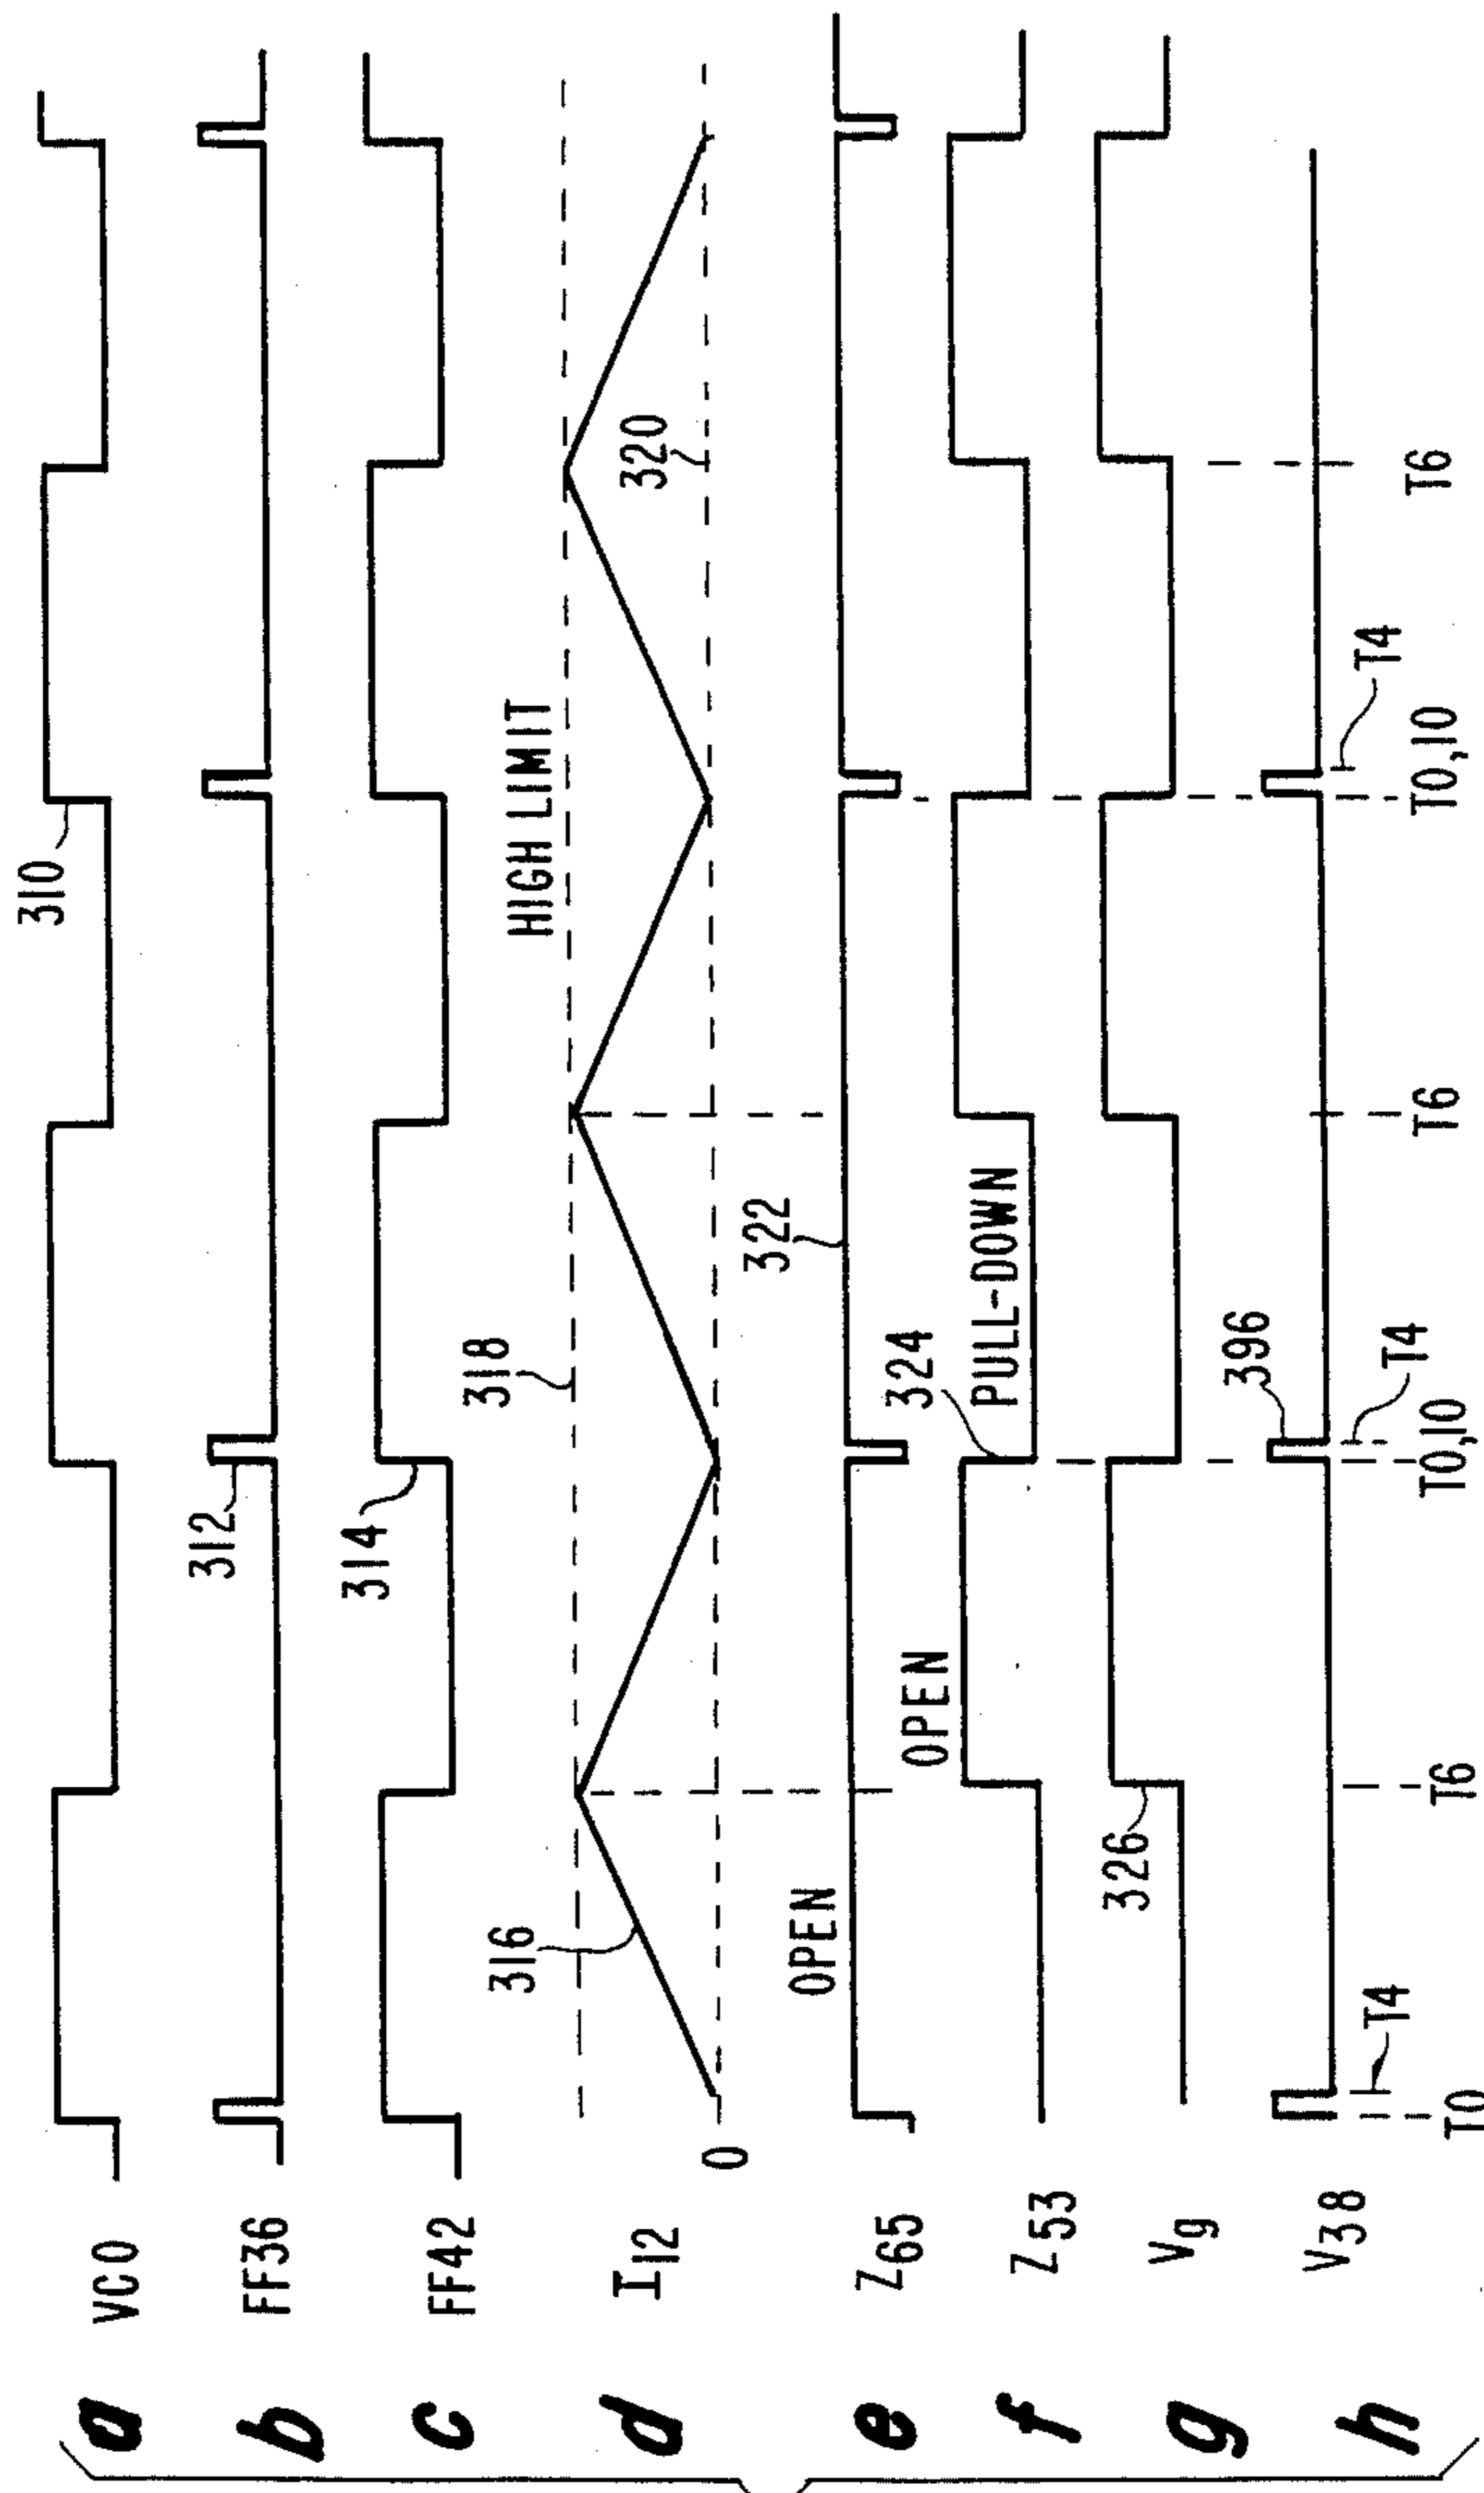 a VCO 310
b FF36 312
c FF42 314
d I12 0 316 318 HIGH LIMIT 320
e Z65 OPEN 322
f Z53 OPEN 324 PULL-DOWN
g Vg 326
h V38 396
T4 T4 T4
T0 T6 T0,10 T6 T0,10 T6